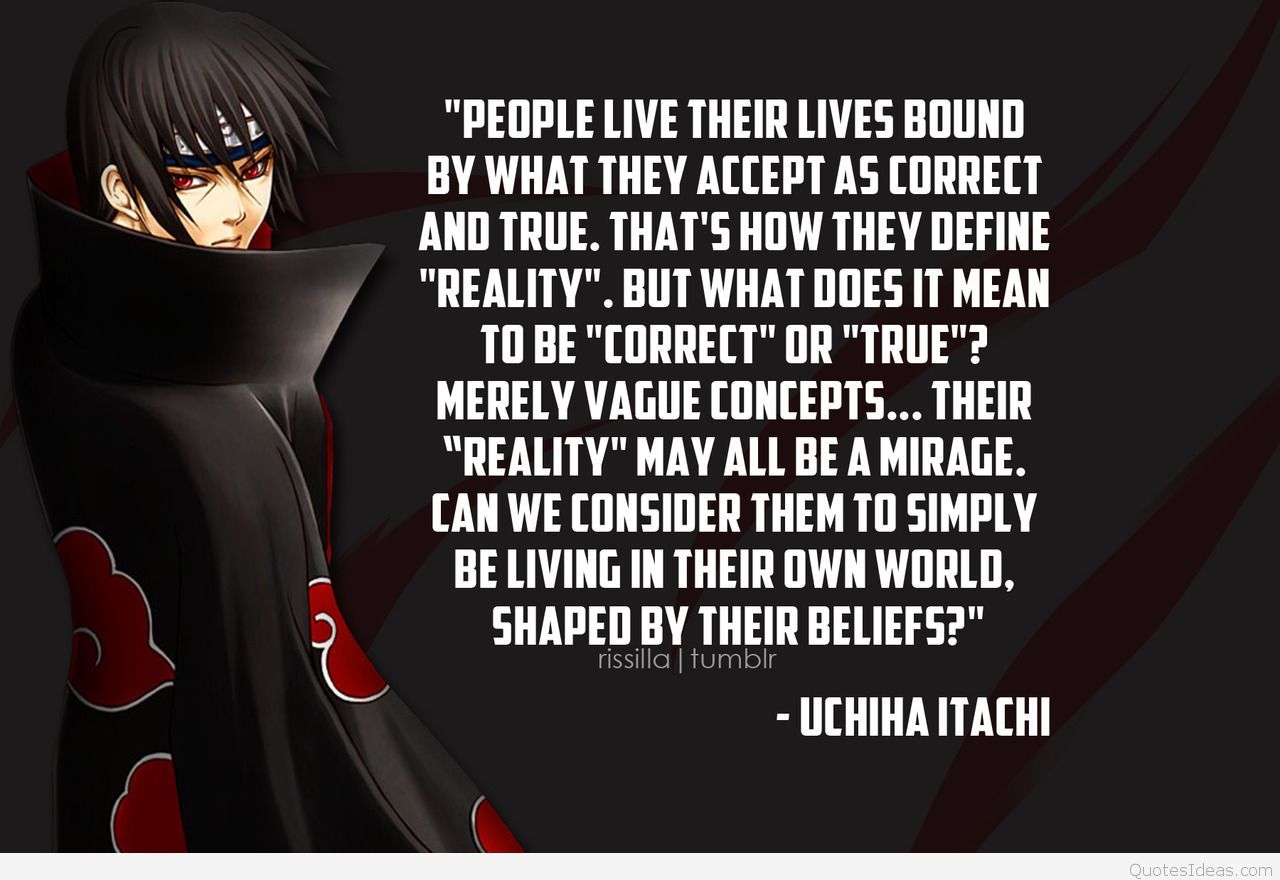 "PEOPLE LIVE THEIR LIVES BOUND
BY WHAT THEY ACCEPT AS CORRECT
AND TRUE. THAT'S HOW THEY DEFINE
"REALITY". BUT WHAT DOES IT MEAN
TO BE "CORRECT" OR "TRUE"?
MERELY VAGUE CONCEPTS... THEIR
“REALITY" MAY ALL BE A MIRAGE.
CAN WE CONSIDER THEM TO SIMPLY
BE LIVING IN THEIR OWN WORLD,
SHAPED BY THEIR BELIEFS?"
rissilla|tumblr
- UCHIHA ITACHI
QuotesIdeas.com